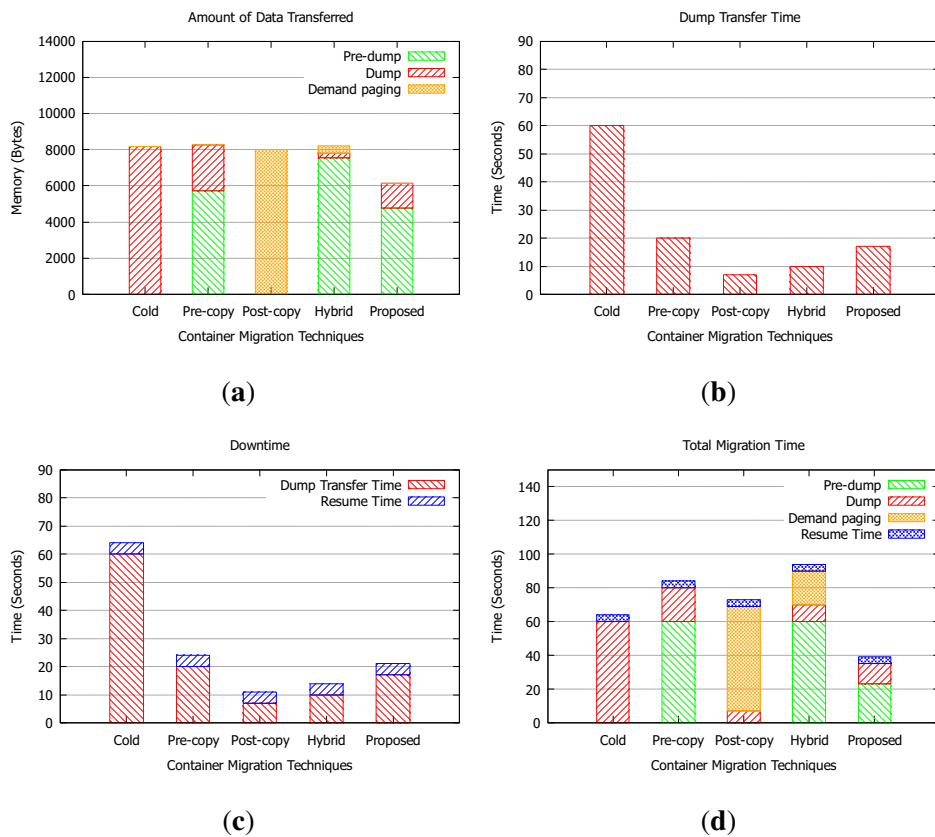 Amount of Data Transferred
14000
12000
10000
8000
6000
4000
2000
0
Memory (Bytes)
Pre-dump
Dump
Demand paging
Cold Pre-copy Post-copy Hybrid Proposed
Container Migration Techniques
(a)
Dump Transfer Time
90
80
70
60
50
40
30
20
10
0
Time (Seconds)
Cold Pre-copy Post-copy Hybrid Proposed
Container Migration Techniques
(b)
Downtime
90
80
70
60
50
40
30
20
10
0
Time (Seconds)
Dump Transfer Time
Resume Time
Cold Pre-copy Post-copy Hybrid Proposed
Container Migration Techniques
(c)
Total Migration Time
140
120
100
80
60
40
20
0
Time (Seconds)
Pre-dump
Dump
Demand paging
Resume Time
Cold Pre-copy Post-copy Hybrid Proposed
Container Migration Techniques
(d)